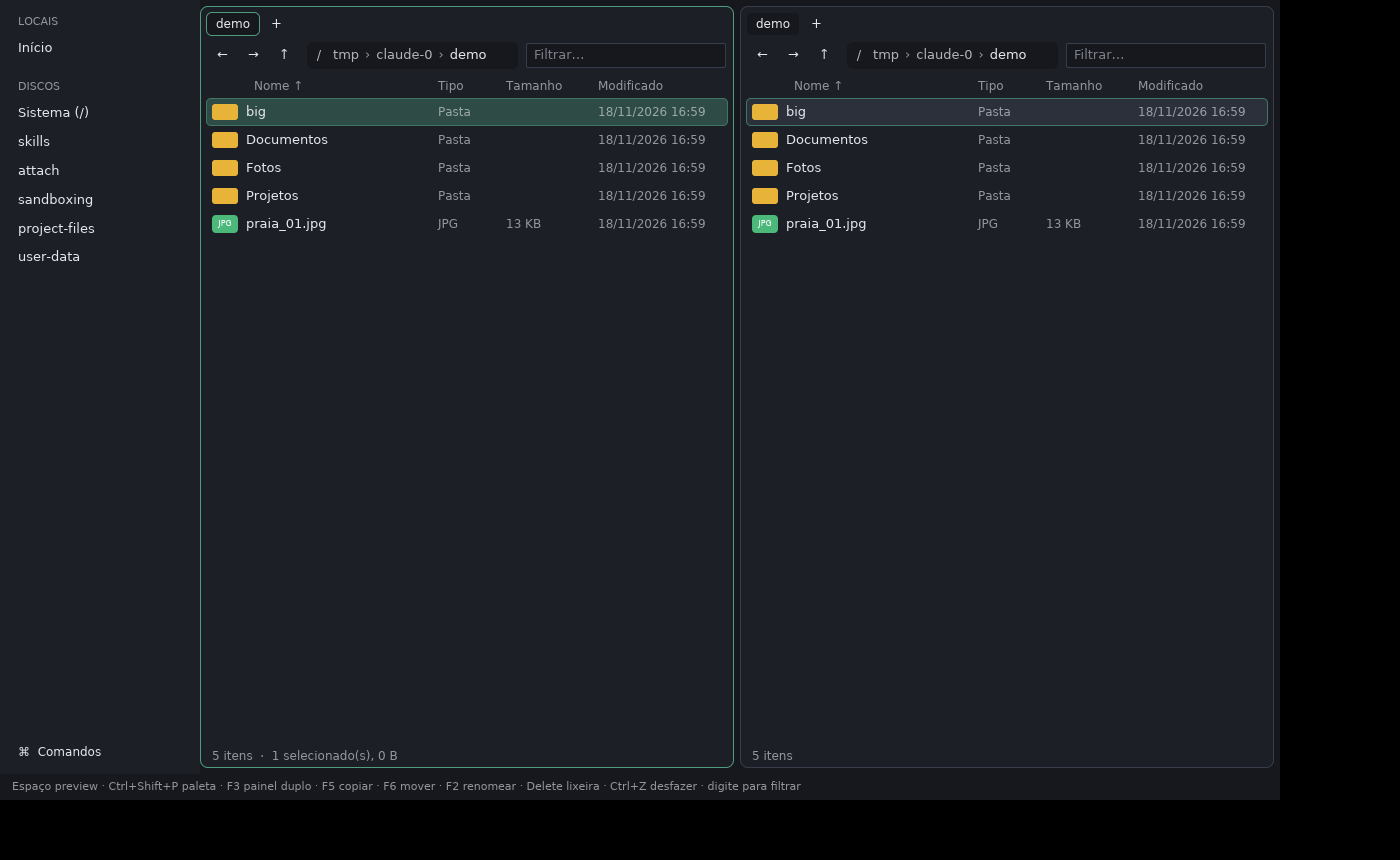 LOCAIS
Início
DISCOS
Sistema (/)
skills
attach
sandboxing
project-files
user-data
⌘ Comandos
demo +
← → ↑ / tmp › claude-0 › demo Filtrar...
Nome ↑ Tipo Tamanho Modificado
big Pasta 18/11/2026 16:59
Documentos Pasta 18/11/2026 16:59
Fotos Pasta 18/11/2026 16:59
Projetos Pasta 18/11/2026 16:59
JPG praia_01.jpg JPG 13 KB 18/11/2026 16:59
5 itens · 1 selecionado(s), 0 B
demo +
← → ↑ / tmp › claude-0 › demo Filtrar...
Nome ↑ Tipo Tamanho Modificado
big Pasta 18/11/2026 16:59
Documentos Pasta 18/11/2026 16:59
Fotos Pasta 18/11/2026 16:59
Projetos Pasta 18/11/2026 16:59
JPG praia_01.jpg JPG 13 KB 18/11/2026 16:59
5 itens
Espaço preview · Ctrl+Shift+P paleta · F3 painel duplo · F5 copiar · F6 mover · F2 renomear · Delete lixeira · Ctrl+Z desfazer · digite para filtrar